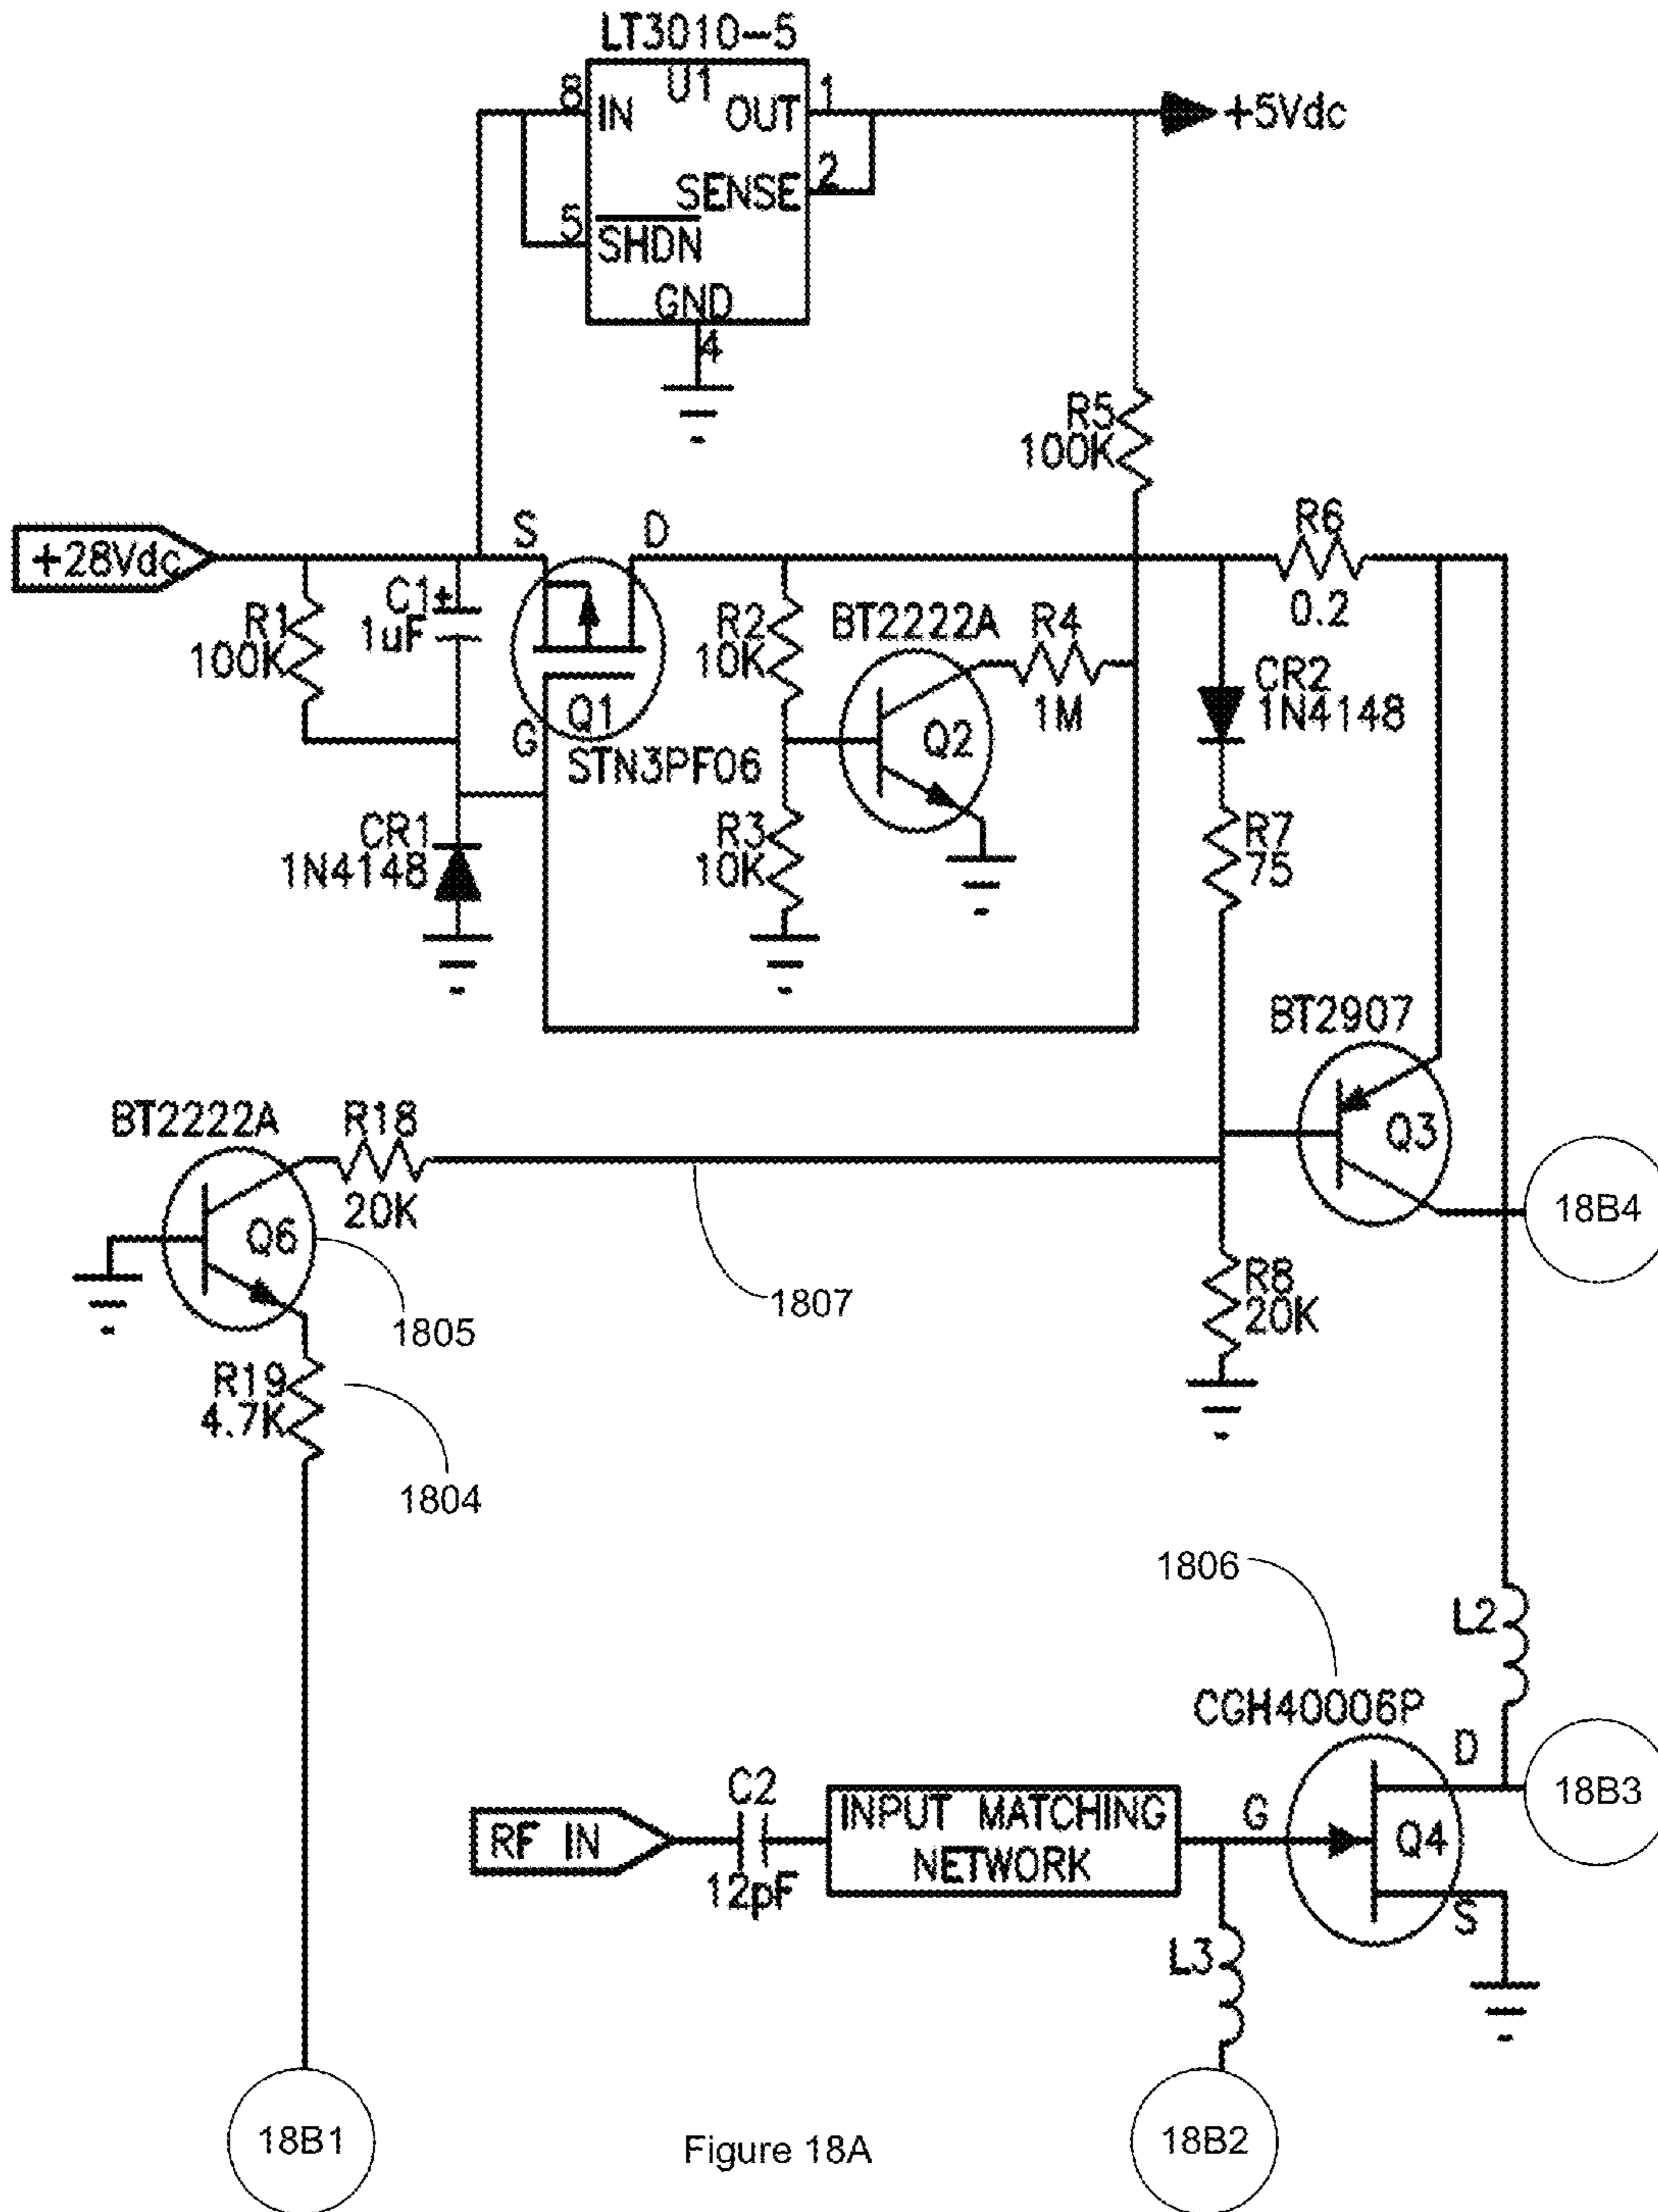 LT3010-5
U1
8 IN OUT 1
+5Vdc
SENSE 2
5 SHDN
GND
4
R5
100K
S D
R6
0.2
+28Vdc
R1
100K
C1 +
1uF
G
Q1
STN3PF06
R2
10K
BT2222A
Q2
R4
1M
CR2
1N4148
CR1
1N4148
R3
10K
R7
75
BT2907
Q3
18B4
BT2222A
R18
20K
Q6
1805
1807
R8
20K
R19
4.7K
1804
1806
L2
CGH40006P
D
18B3
C2
RF IN
12pF
INPUT MATCHING
NETWORK
G
Q4
S
L3
18B1
Figure 18A
18B2